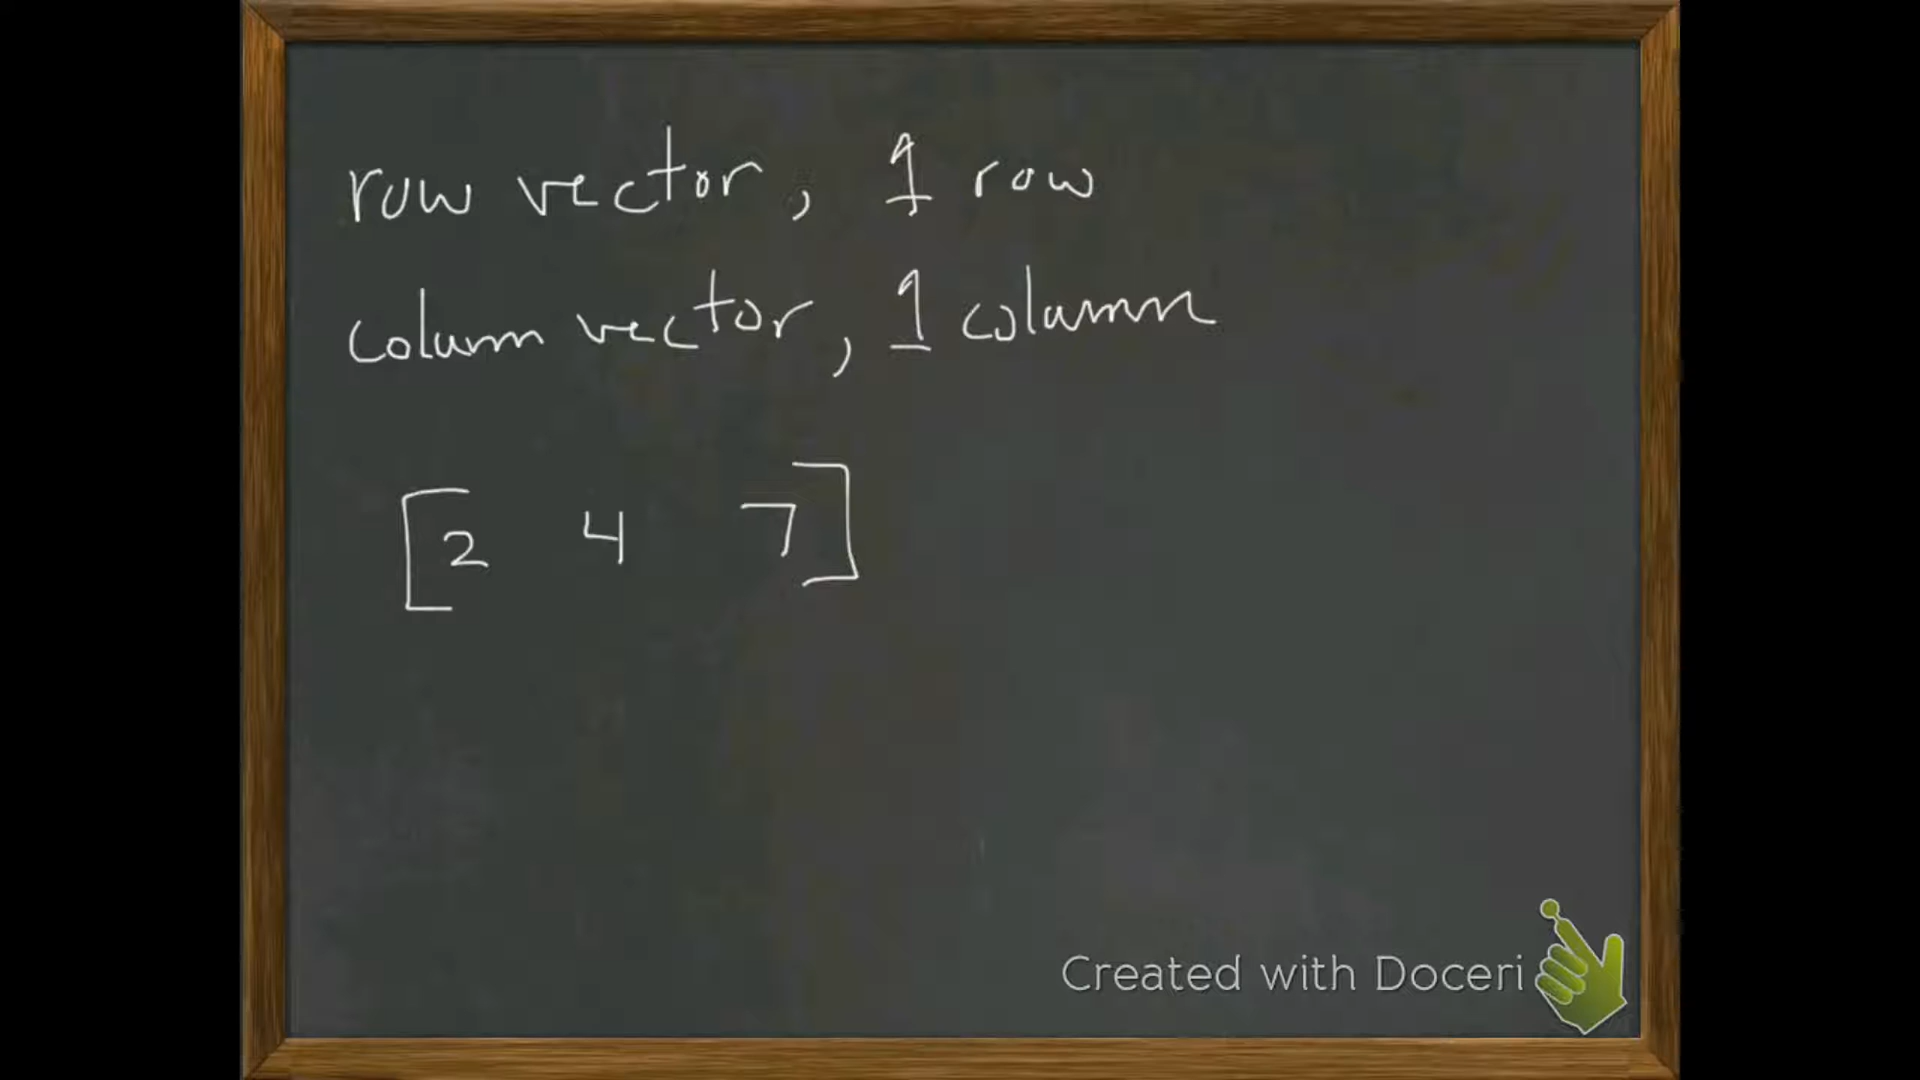 row vector, 1 row
column vector, 1 column
[2 4 7]
Created with Doceri